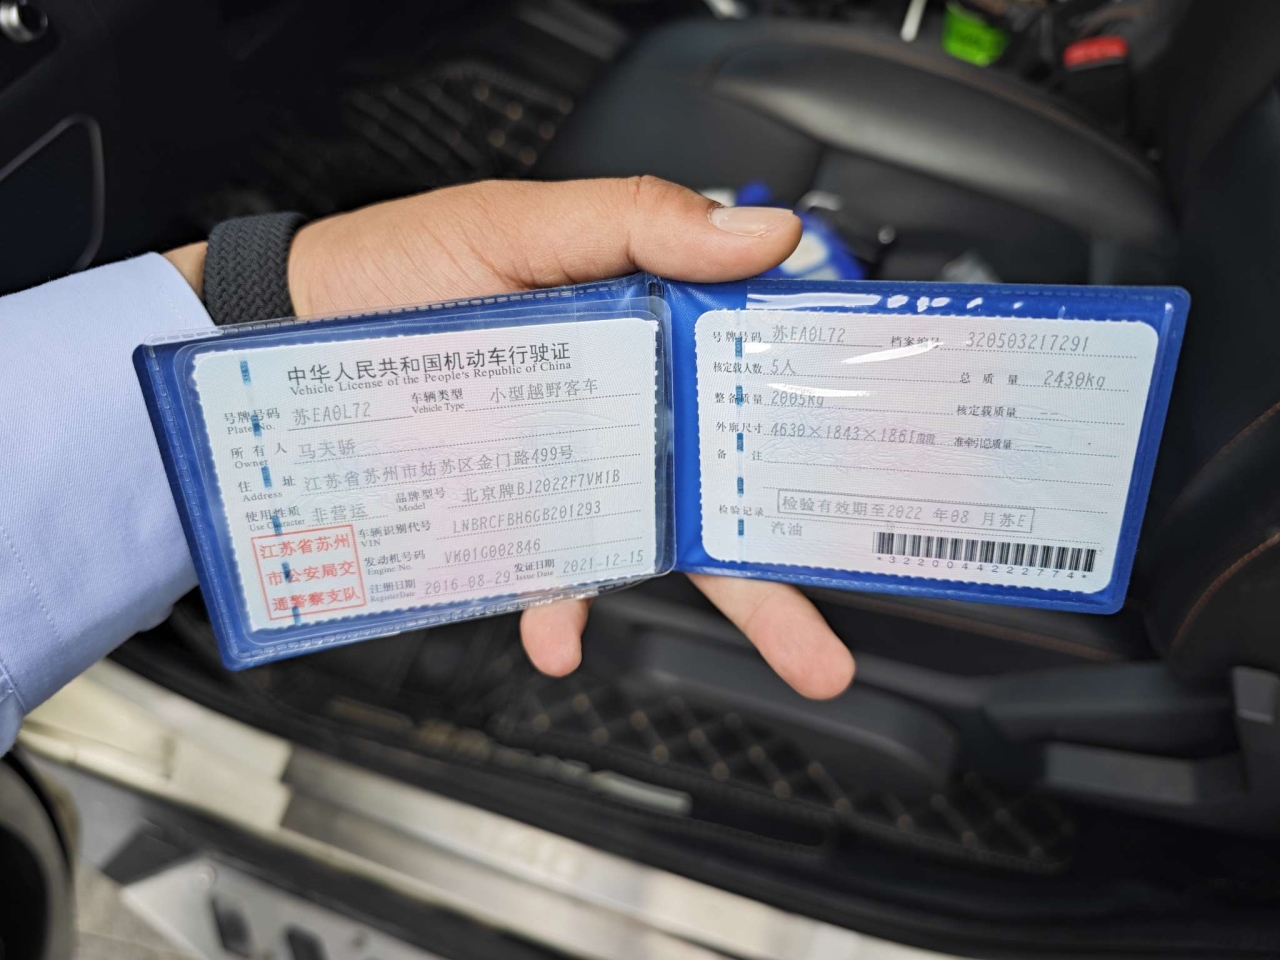 中华人民共和国机动车行驶证
Vehicle License of the People's Republic of China
号牌号码 苏EA0L72 车辆类型 小型越野客车
Plate No. Vehicle Type
所有人 马天骄
Owner
住址 江苏省苏州市姑苏区金门路499号
Address
使用性质 非营运 品牌型号 北京牌BJ2022F7VM1B
Use Character Model
江苏省苏州
市公安局交
通警察支队
车辆识别代号 LNBRCFBH6GB201293
VIN
发动机号码 VM01G002846
Engine No.
注册日期 2016-08-29 发证日期 2021-12-15
Register Date Issue Date
号牌号码 苏EA0L72 档案编号 320503217291
核定载人数 5人 总质量 2430kg
整备质量 2005kg 核定载质量 --
外廓尺寸 4630×1843×1861 准牵引总质量 --
备注
检验记录 检验有效期至2022年08月苏E
汽油
*3220044222774*